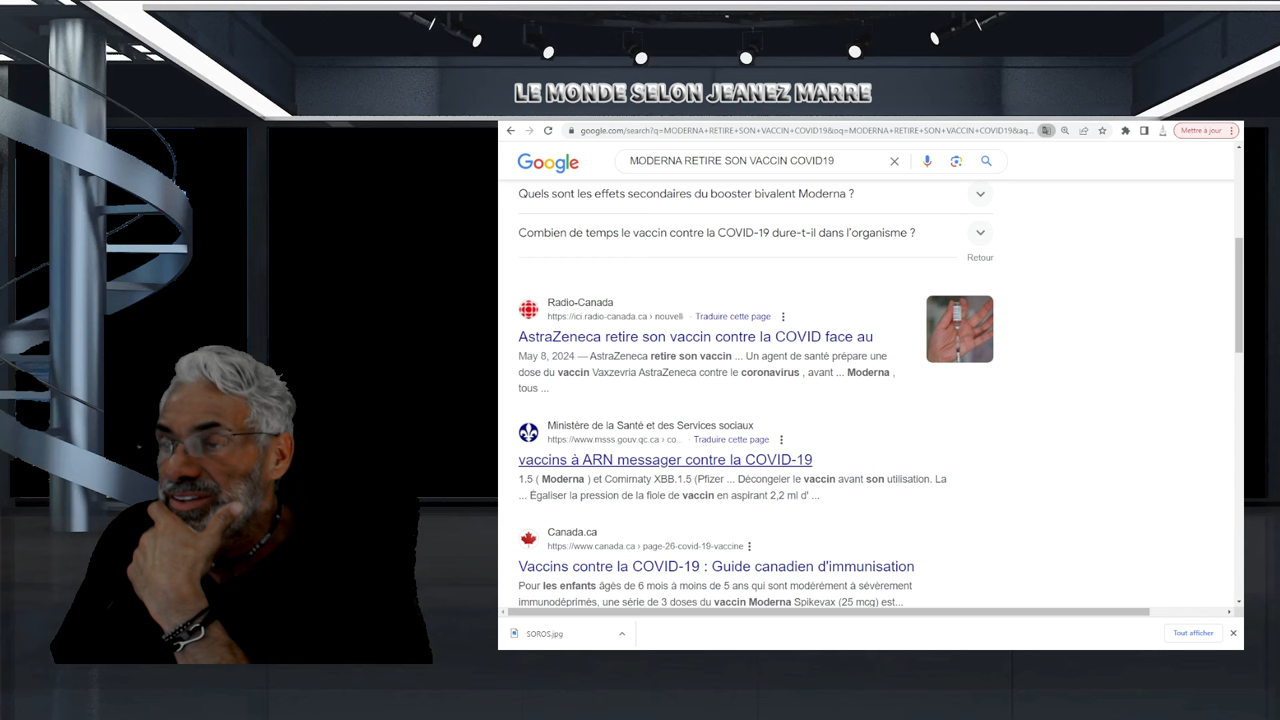 LE MONDE SELON JEANEZ MARRE
google.com/search?q=MODERNA+RETIRE+SON+VACCIN+COVID19&oq=MODERNA+RETIRE+SON+VACCIN+COVID19&aq...
Mettre à jour
Google
MODERNA RETIRE SON VACCIN COVID19
Quels sont les effets secondaires du booster bivalent Moderna ?
Combien de temps le vaccin contre la COVID-19 dure-t-il dans l'organisme ?
Retour
Radio-Canada
https://ici.radio-canada.ca › nouvell · Traduire cette page
AstraZeneca retire son vaccin contre la COVID face au
May 8, 2024 — AstraZeneca retire son vaccin ... Un agent de santé prépare une
dose du vaccin Vaxzevria AstraZeneca contre le coronavirus , avant ... Moderna ,
tous ...
Ministère de la Santé et des Services sociaux
https://www.msss.gouv.qc.ca › co... · Traduire cette page
vaccins à ARN messager contre la COVID-19
1.5 ( Moderna ) et Comirnaty XBB.1.5 (Pfizer ... Décongeler le vaccin avant son utilisation. La
... Égaliser la pression de la fiole de vaccin en aspirant 2,2 ml d' ...
Canada.ca
https://www.canada.ca › page-26-covid-19-vaccine
Vaccins contre la COVID-19 : Guide canadien d'immunisation
Pour les enfants âgés de 6 mois à moins de 5 ans qui sont modérément à sévèrement
immunodéprimés, une série de 3 doses du vaccin Moderna Spikevax (25 mcg) est...
SOROS.jpg
Tout afficher